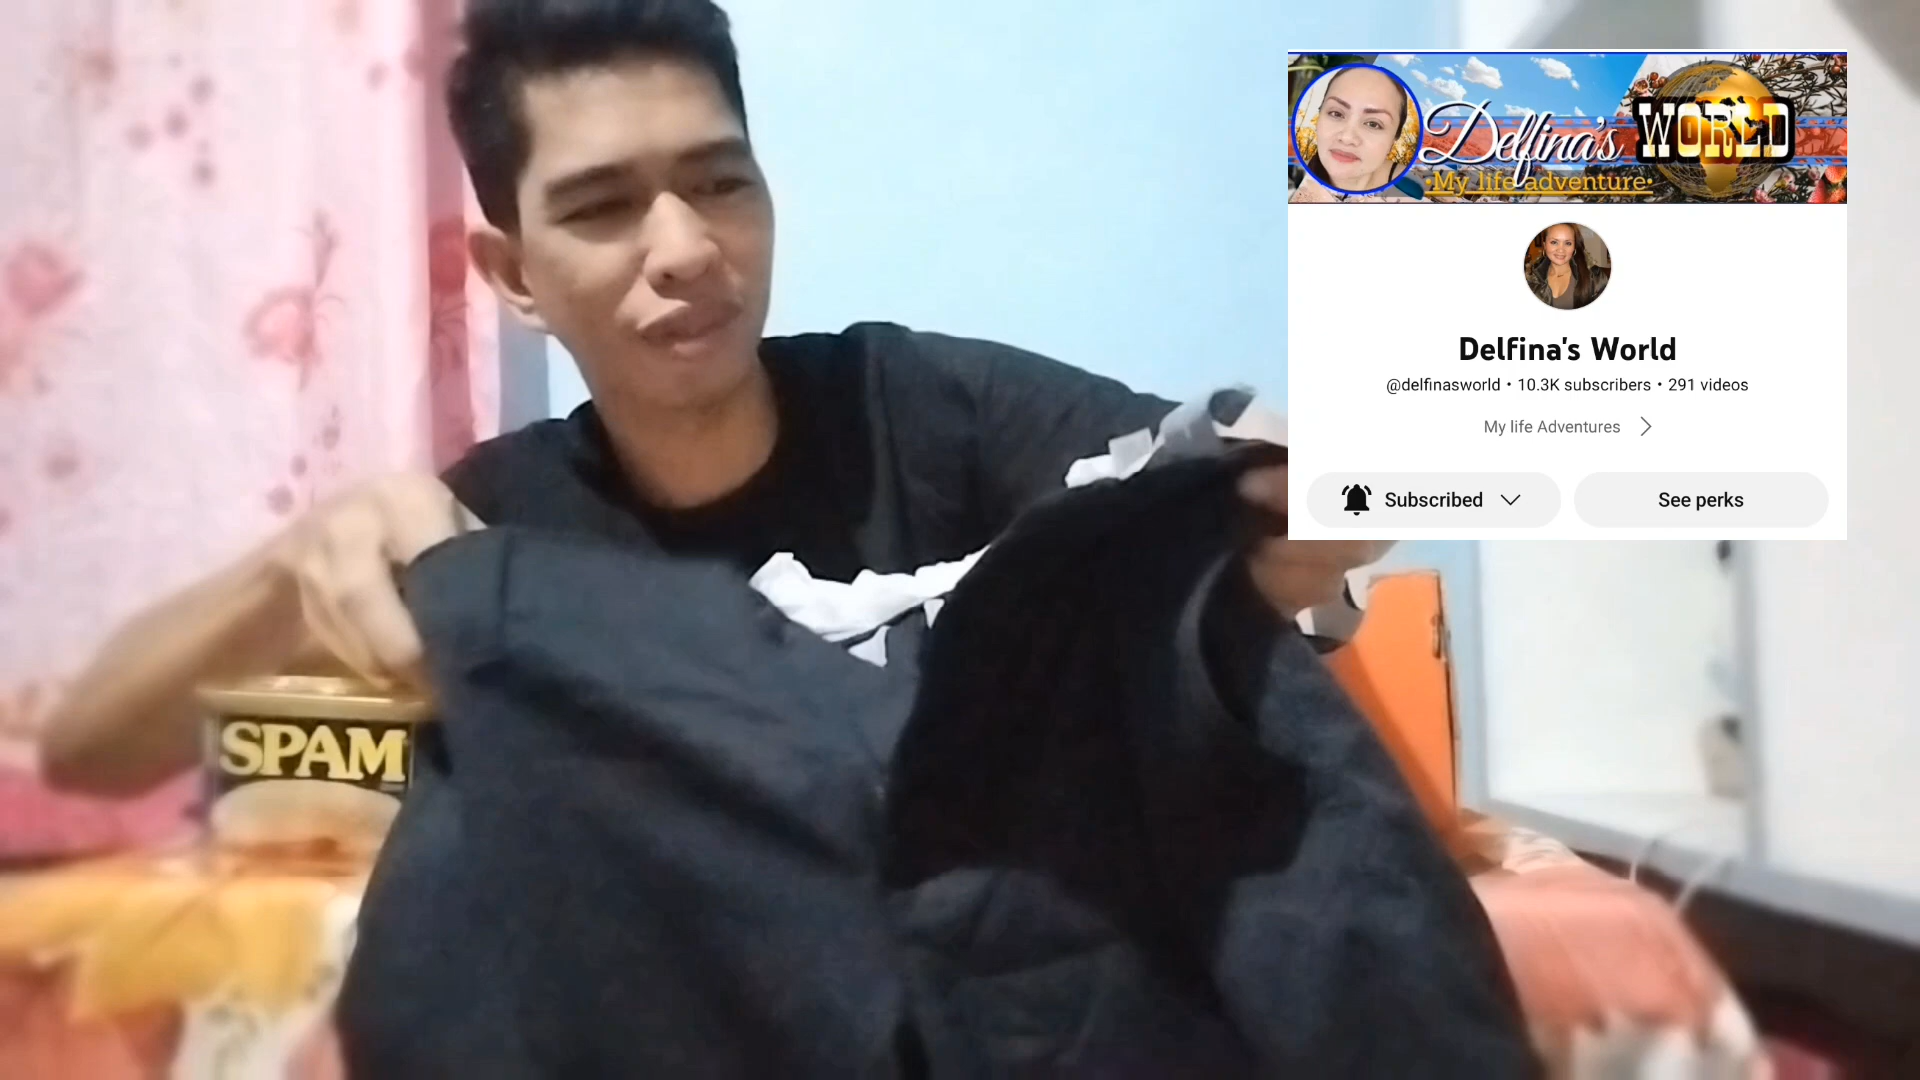 Delfina's WORLD
•My life adventure•
Delfina's World
@delfinasworld • 10.3K subscribers • 291 videos
My life Adventures
Subscribed
See perks
SPAM